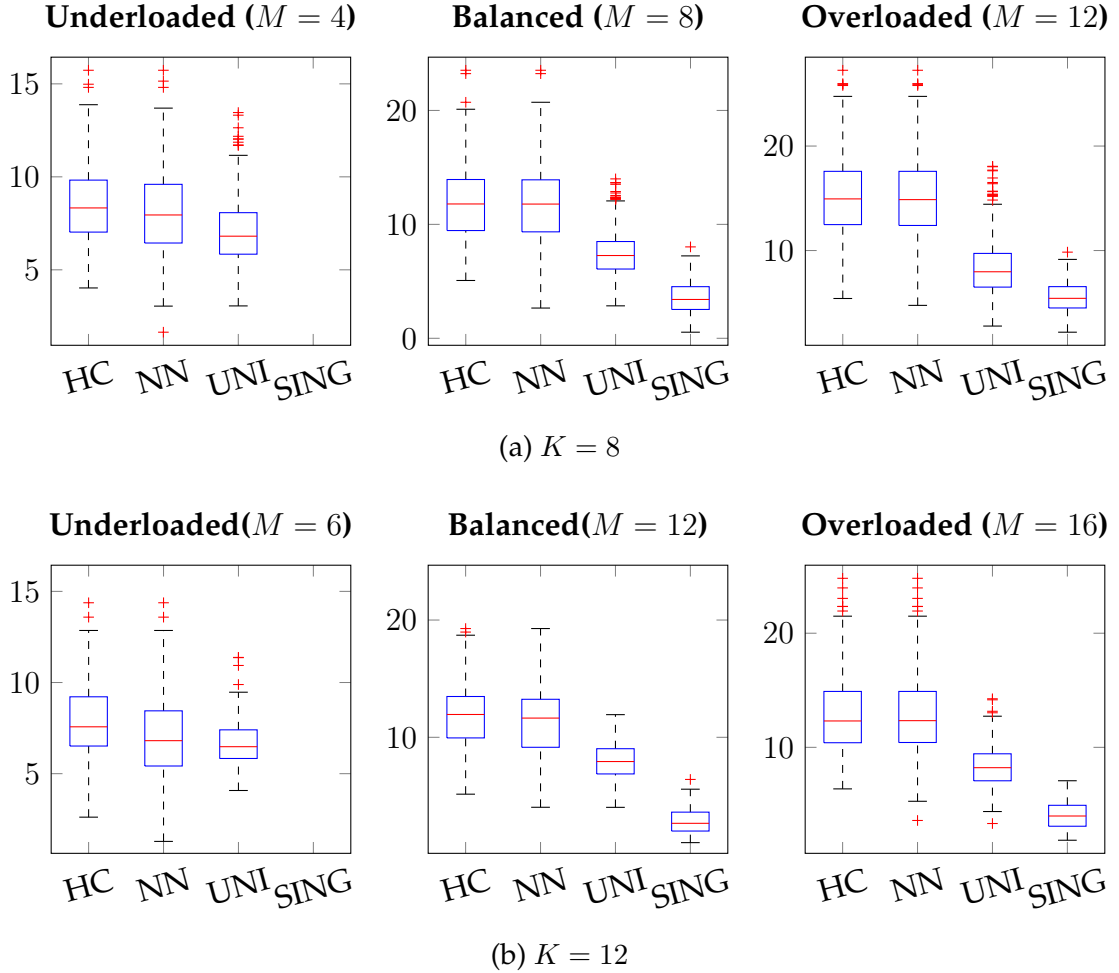 Underloaded (M = 4)
Balanced (M = 8)
Overloaded (M = 12)
15
10
5
HC
NN
UNI
SING
20
10
0
HC
NN
UNI
SING
20
10
HC
NN
UNI
SING
(a) K = 8
Underloaded(M = 6)
Balanced(M = 12)
Overloaded (M = 16)
15
10
5
HC
NN
UNI
SING
20
10
HC
NN
UNI
SING
20
10
HC
NN
UNI
SING
(b) K = 12